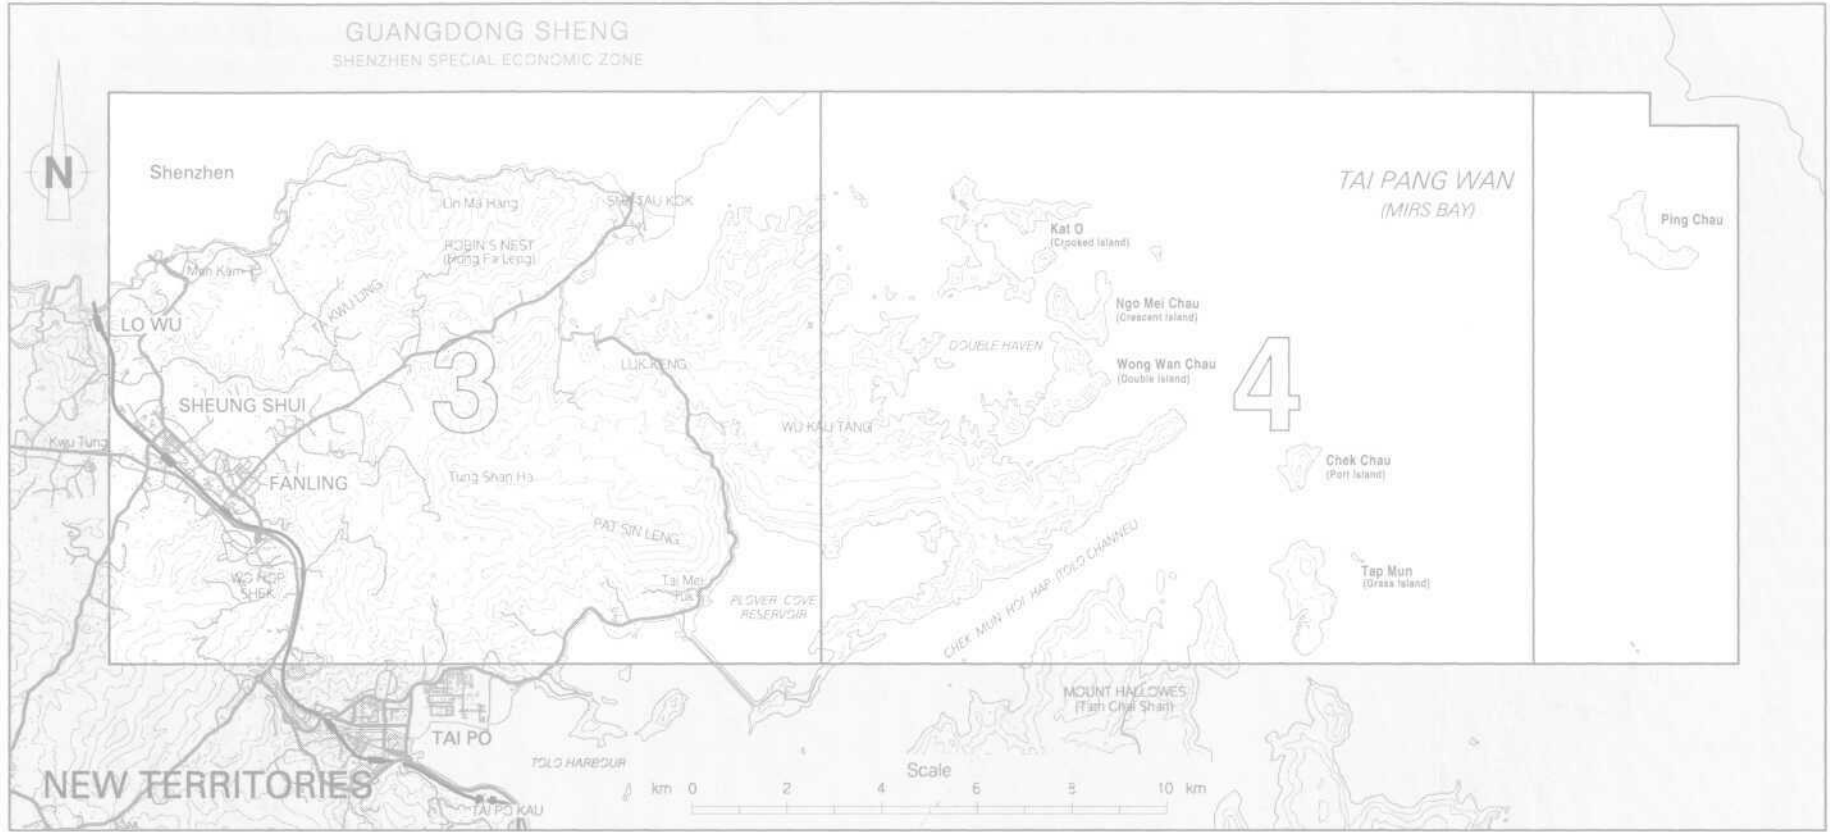 GUANGDONG SHENG
SHENZHEN SPECIAL ECONOMIC ZONE
N
Shenzhen
Lin Ma Hang
SHA TAU KOK
ROBIN'S NEST
(Hung Fa Leng)
Man Kam
TA KWU LING
LO WU
3
LUK KENG
SHEUNG SHUI
Kwu Tung
FANLING
Tung Shan Ha
PAT SIN LENG
WO HOP
SHEK
Tai Mei
Tuk
PLOVER COVE
RESERVOIR
WU KAU TANG
TAI PANG WAN
(MIRS BAY)
Ping Chau
Kat O
(Crooked Island)
Ngo Mei Chau
(Crescent Island)
DOUBLE HAVEN
Wong Wan Chau
(Double Island)
4
Chek Chau
(Port Island)
CHEK MUN HOI HAP (TOLO CHANNEL)
Tap Mun
(Grass Island)
MOUNT HALLOWES
(Tam Chai Shan)
TAI PO
TOLO HARBOUR
NEW TERRITORIES
TAI PO KAU
Scale
km 0 2 4 6 8 10 km